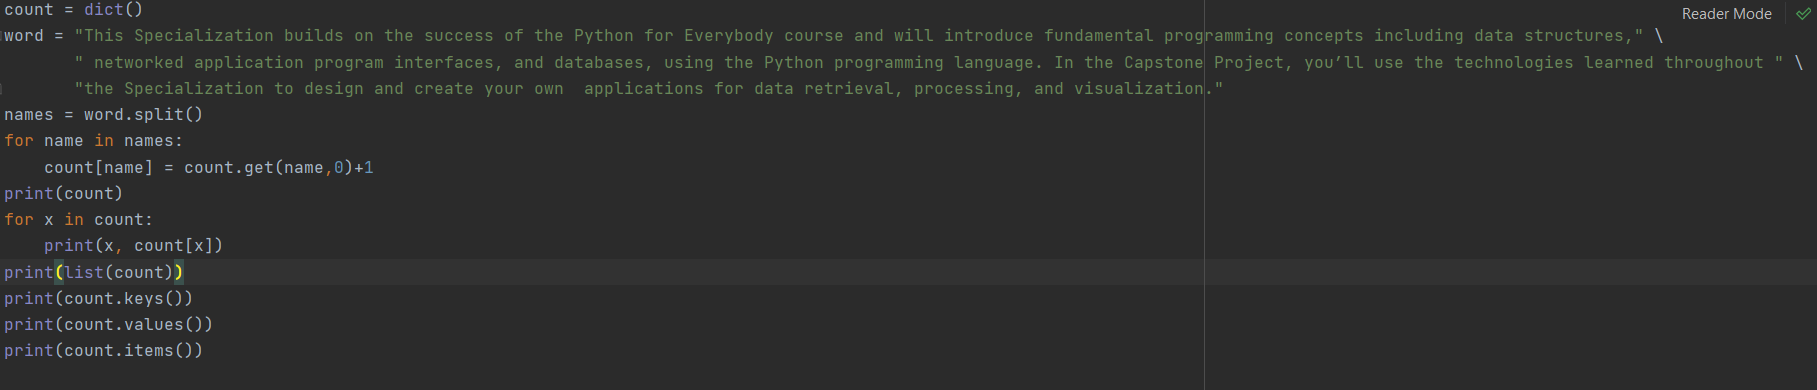 count = dict()
Reader Mode
word = "This Specialization builds on the success of the Python for Everybody course and will introduce fundamental programming concepts including data structures," \
       " networked application program interfaces, and databases, using the Python programming language. In the Capstone Project, you’ll use the technologies learned throughout " \
       "the Specialization to design and create your own  applications for data retrieval, processing, and visualization."
names = word.split()
for name in names:
    count[name] = count.get(name,0)+1
print(count)
for x in count:
    print(x, count[x])
print(list(count))
print(count.keys())
print(count.values())
print(count.items())